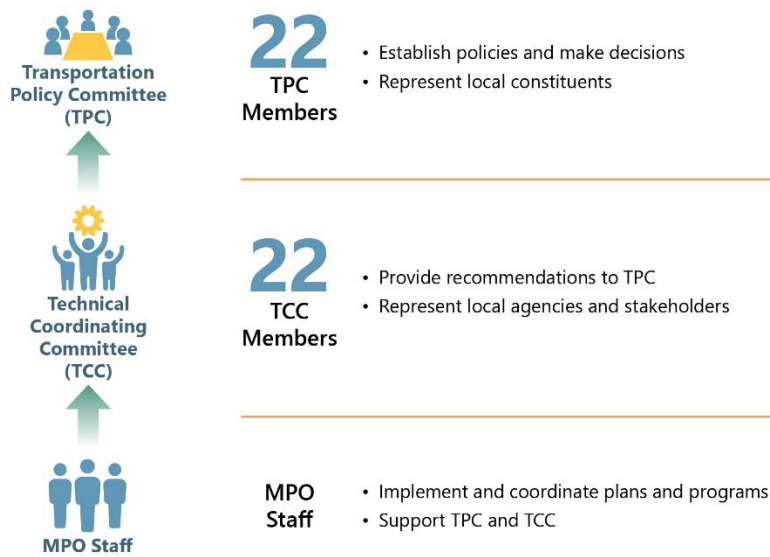 Transportation
Policy Committee
(TPC)
22
TPC
Members
• Establish policies and make decisions
• Represent local constituents
Technical
Coordinating
Committee
(TCC)
22
TCC
Members
• Provide recommendations to TPC
• Represent local agencies and stakeholders
MPO Staff
MPO
Staff
• Implement and coordinate plans and programs
• Support TPC and TCC